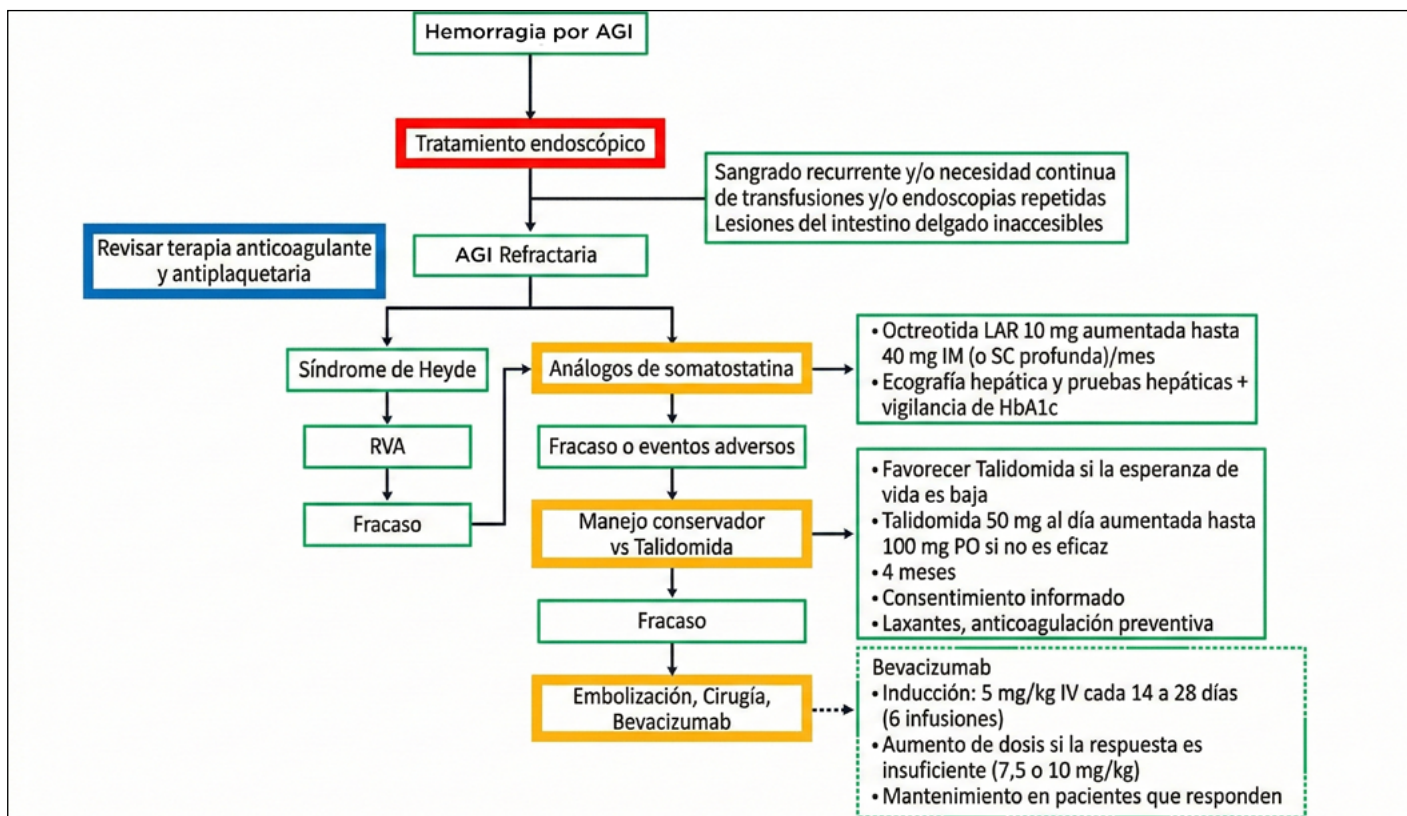 Hemorragia por AGI
Tratamiento endoscópico
Sangrado recurrente y/o necesidad continua
de transfusiones y/o endoscopias repetidas
Lesiones del intestino delgado inaccesibles
Revisar terapia anticoagulante
y antiplaquetaria
AGI Refractaria
Síndrome de Heyde
RVA
Fracaso
Análogos de somatostatina
• Octreotida LAR 10 mg aumentada hasta
40 mg IM (o SC profunda)/mes
• Ecografía hepática y pruebas hepáticas +
vigilancia de HbA1c
Fracaso o eventos adversos
Manejo conservador
vs Talidomida
• Favorecer Talidomida si la esperanza de
vida es baja
• Talidomida 50 mg al día aumentada hasta
100 mg PO si no es eficaz
• 4 meses
• Consentimiento informado
• Laxantes, anticoagulación preventiva
Fracaso
Embolización, Cirugía,
Bevacizumab
Bevacizumab
• Inducción: 5 mg/kg IV cada 14 a 28 días
(6 infusiones)
• Aumento de dosis si la respuesta es
insuficiente (7,5 o 10 mg/kg)
• Mantenimiento en pacientes que responden